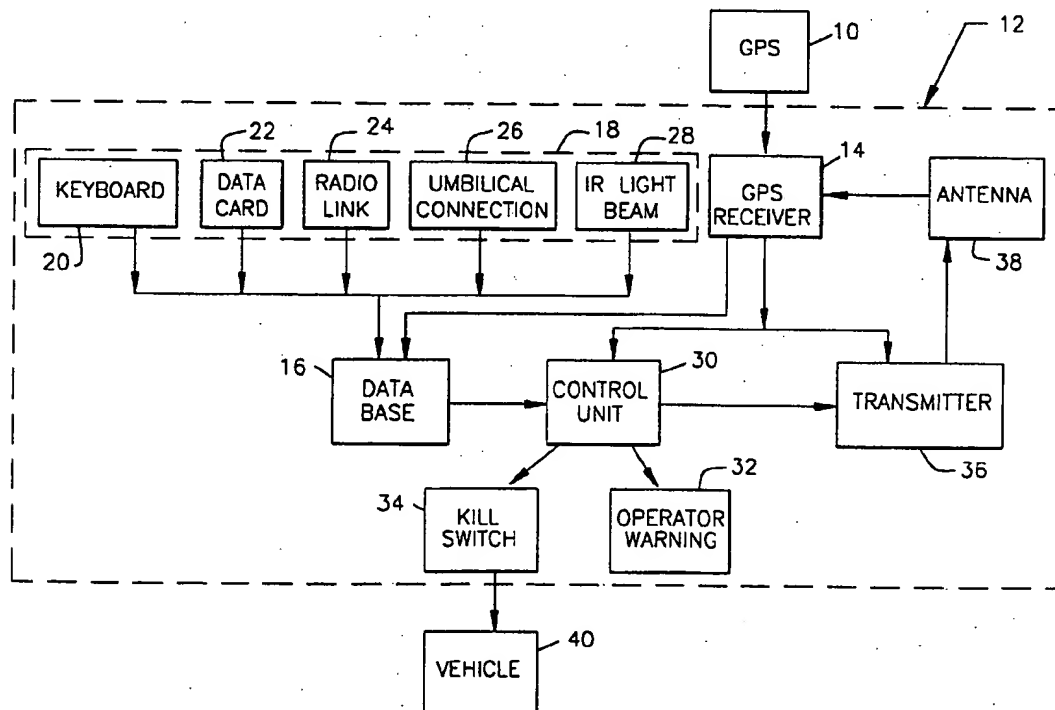 GPS
10
12
22
24
26
18
28
KEYBOARD
DATA
CARD
RADIO
LINK
UMBILICAL
CONNECTION
IR LIGHT
BEAM
14
GPS
RECEIVER
ANTENNA
20
38
16
DATA
BASE
30
CONTROL
UNIT
TRANSMITTER
36
34
KILL
SWITCH
32
OPERATOR
WARNING
VEHICLE
40